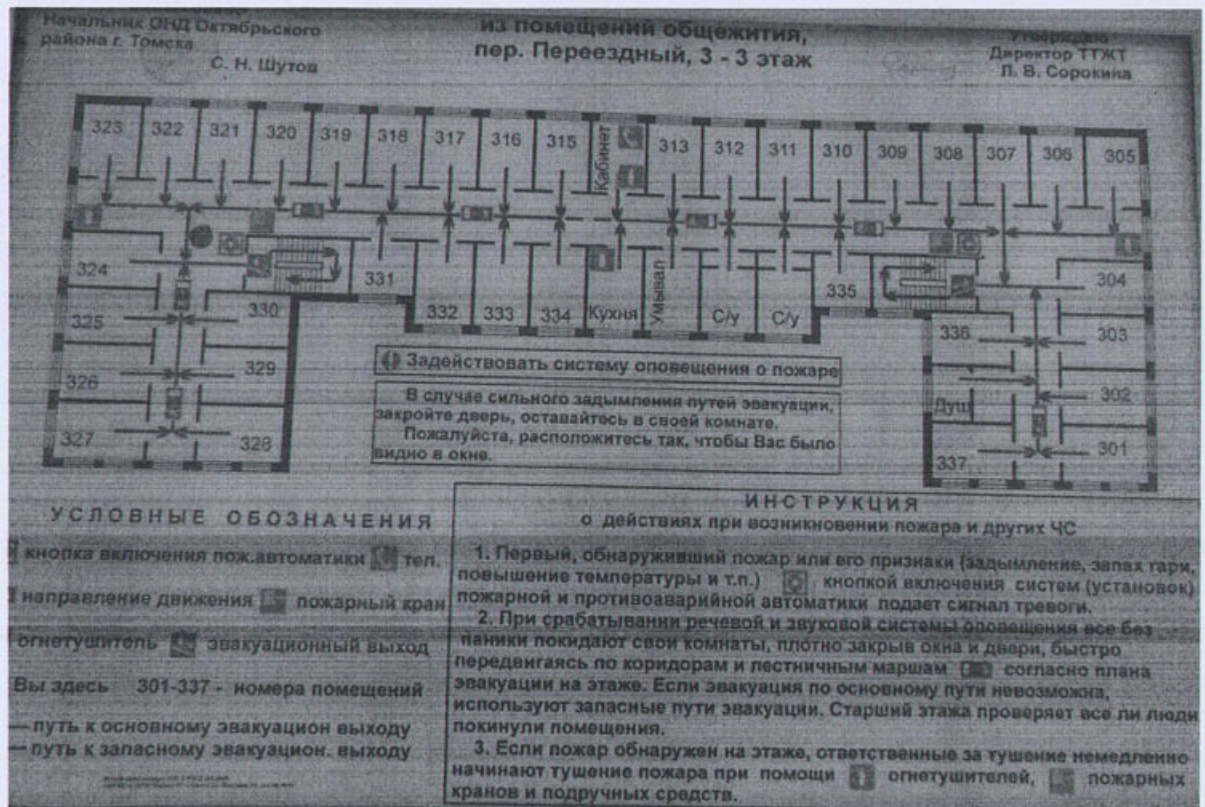 Начальник ОНД Октябрьского
района г. Томска
С. Н. Шутов
из помещений общежития,
пер. Переездный, 3 - 3 этаж
Утверждаю
Директор ТТЖТ
Л. В. Сорокина
323 322 321 320 319 318 317 316 315 Кабинет 313 312 311 310 309 308 307 306 305
324 331 335 304
325 330 332 333 334 Кухня Умывал С/у С/у 336 303
329
326 302
Душ
327 328 337 301
Задействовать систему оповещения о пожаре
В случае сильного задымления путей эвакуации,
закройте дверь, оставайтесь в своей комнате.
Пожалуйста, расположитесь так, чтобы Вас было
видно в окне.
УСЛОВНЫЕ ОБОЗНАЧЕНИЯ
кнопка включения пож.автоматики тел.
направление движения пожарный кран
огнетушитель эвакуационный выход
Вы здесь 301-337 - номера помещений
— путь к основному эвакуацион выходу
— путь к запасному эвакуацион. выходу
ИНСТРУКЦИЯ
о действиях при возникновении пожара и других ЧС
1. Первый, обнаруживший пожар или его признаки (задымление, запах гари,
повышение температуры и т.п.) кнопкой включения систем (установок)
пожарной и противоаварийной автоматики подает сигнал тревоги.
2. При срабатывании речевой и звуковой системы оповещения все без
паники покидают свои комнаты, плотно закрыв окна и двери, быстро
передвигаясь по коридорам и лестничным маршам согласно плана
эвакуации на этаже. Если эвакуация по основному пути невозможна,
используют запасные пути эвакуации. Старший этажа проверяет все ли люди
покинули помещения.
3. Если пожар обнаружен на этаже, ответственные за тушение немедленно
начинают тушение пожара при помощи огнетушителей, пожарных
кранов и подручных средств.